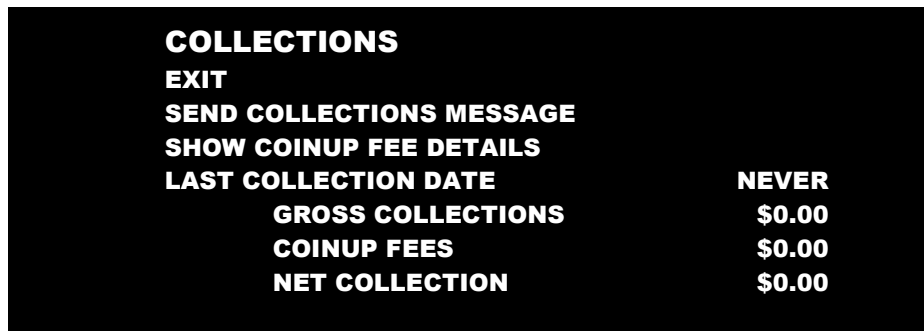 COLLECTIONS
EXIT
SEND COLLECTIONS MESSAGE
SHOW COINUP FEE DETAILS
LAST COLLECTION DATE NEVER
GROSS COLLECTIONS $0.00
COINUP FEES $0.00
NET COLLECTION $0.00